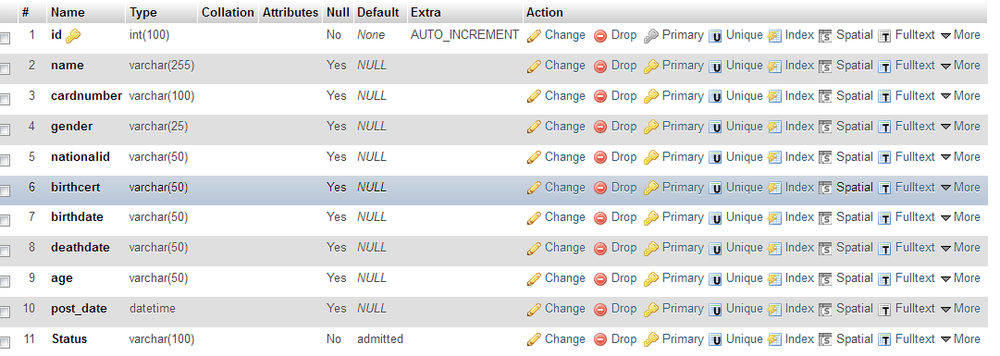 # Name Type Collation Attributes Null Default Extra Action
1 id int(100) No None AUTO_INCREMENT Change Drop Primary Unique Index Spatial Fulltext More
2 name varchar(255) Yes NULL Change Drop Primary Unique Index Spatial Fulltext More
3 cardnumber varchar(100) Yes NULL Change Drop Primary Unique Index Spatial Fulltext More
4 gender varchar(25) Yes NULL Change Drop Primary Unique Index Spatial Fulltext More
5 nationalid varchar(50) Yes NULL Change Drop Primary Unique Index Spatial Fulltext More
6 birthcert varchar(50) Yes NULL Change Drop Primary Unique Index Spatial Fulltext More
7 birthdate varchar(50) Yes NULL Change Drop Primary Unique Index Spatial Fulltext More
8 deathdate varchar(50) Yes NULL Change Drop Primary Unique Index Spatial Fulltext More
9 age varchar(50) Yes NULL Change Drop Primary Unique Index Spatial Fulltext More
10 post_date datetime Yes NULL Change Drop Primary Unique Index Spatial Fulltext More
11 Status varchar(100) No admitted Change Drop Primary Unique Index Spatial Fulltext More